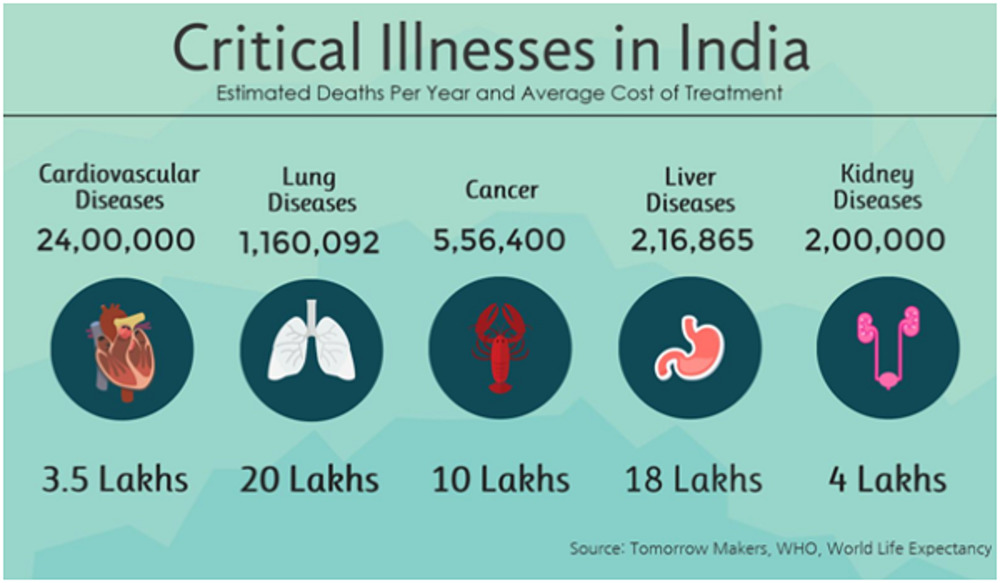 Critical Illnesses in India
Estimated Deaths Per Year and Average Cost of Treatment
Cardiovascular
Diseases
24,00,000
3.5 Lakhs
Lung
Diseases
1,160,092
20 Lakhs
Cancer
5,56,400
10 Lakhs
Liver
Diseases
2,16,865
18 Lakhs
Kidney
Diseases
2,00,000
4 Lakhs
Source: Tomorrow Makers, WHO, World Life Expectancy